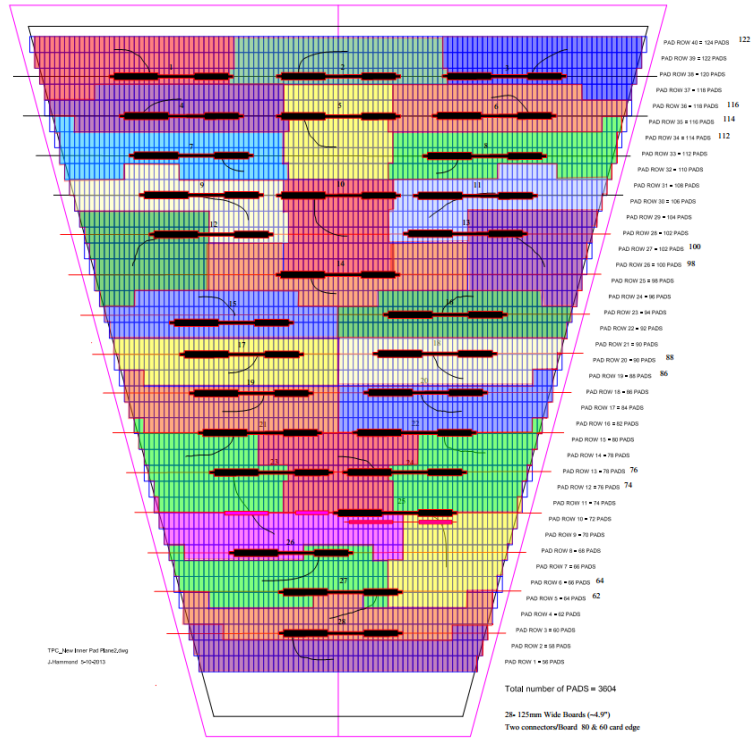 PAD ROW 40 = 124 PADS 122
PAD ROW 39 = 122 PADS
1 2 3
PAD ROW 38 = 120 PADS
PAD ROW 37 = 118 PADS
4 5 6
PAD ROW 36 = 118 PADS 116
PAD ROW 35 = 116 PADS 114
PAD ROW 34 = 114 PADS 112
7 8
PAD ROW 33 = 112 PADS
PAD ROW 32 = 110 PADS
9 10 11
PAD ROW 31 = 108 PADS
PAD ROW 30 = 106 PADS
PAD ROW 29 = 104 PADS
12 13
PAD ROW 28 = 102 PADS
PAD ROW 27 = 102 PADS 100
14
PAD ROW 26 = 100 PADS 98
PAD ROW 25 = 98 PADS
PAD ROW 24 = 96 PADS
15 16
PAD ROW 23 = 94 PADS
PAD ROW 22 = 92 PADS
17 18
PAD ROW 21 = 90 PADS
PAD ROW 20 = 90 PADS 88
PAD ROW 19 = 88 PADS 86
19 20
PAD ROW 18 = 86 PADS
PAD ROW 17 = 84 PADS
21 22
PAD ROW 16 = 82 PADS
PAD ROW 15 = 80 PADS
23 24
PAD ROW 14 = 78 PADS
PAD ROW 13 = 78 PADS 76
PAD ROW 12 = 76 PADS 74
25
PAD ROW 11 = 74 PADS
PAD ROW 10 = 72 PADS
PAD ROW 9 = 70 PADS
26
PAD ROW 8 = 68 PADS
PAD ROW 7 = 66 PADS
27
PAD ROW 6 = 66 PADS 64
PAD ROW 5 = 64 PADS 62
PAD ROW 4 = 62 PADS
28
PAD ROW 3 = 60 PADS
PAD ROW 2 = 58 PADS
PAD ROW 1 = 56 PADS
TPC_New Inner Pad Plane2.dwg
J.Hammond 5-10-2013
Total number of PADS = 3604
28- 125mm Wide Boards (~4.9")
Two connectors/Board 80 & 60 card edge